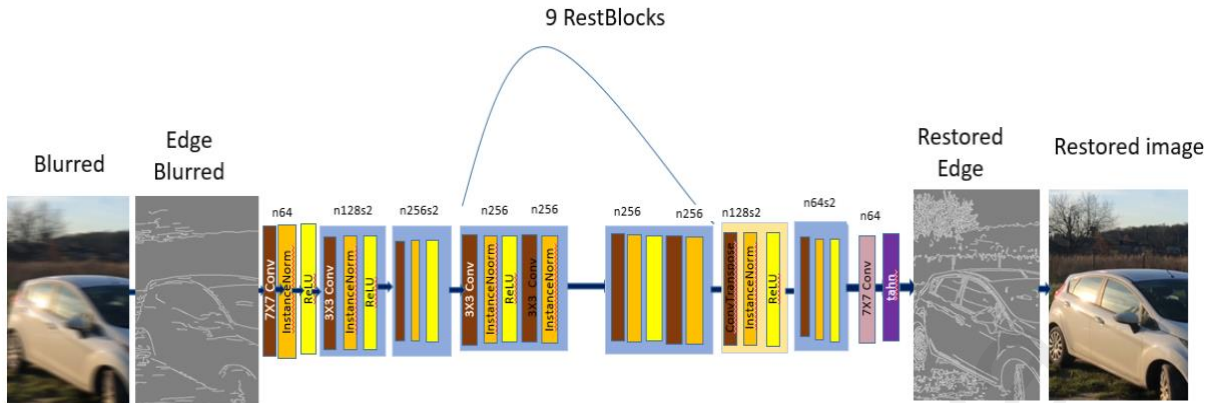 9 RestBlocks
Blurred
Edge
Blurred
Restored
Edge
Restored image
n64
n128s2
n256s2
n256
n256
n256
n256
n128s2
n64s2
n64
7X7 Conv
InstanceNorm
ReLU
3X3 Conv
InstanceNorm
ReLU
3X3 Conv
InstanceNoorm
ReLU
3X3 Conv
InstanceNorm
ConvTranspose
InstanceNorm
ReLU
7X7 Conv
tahn